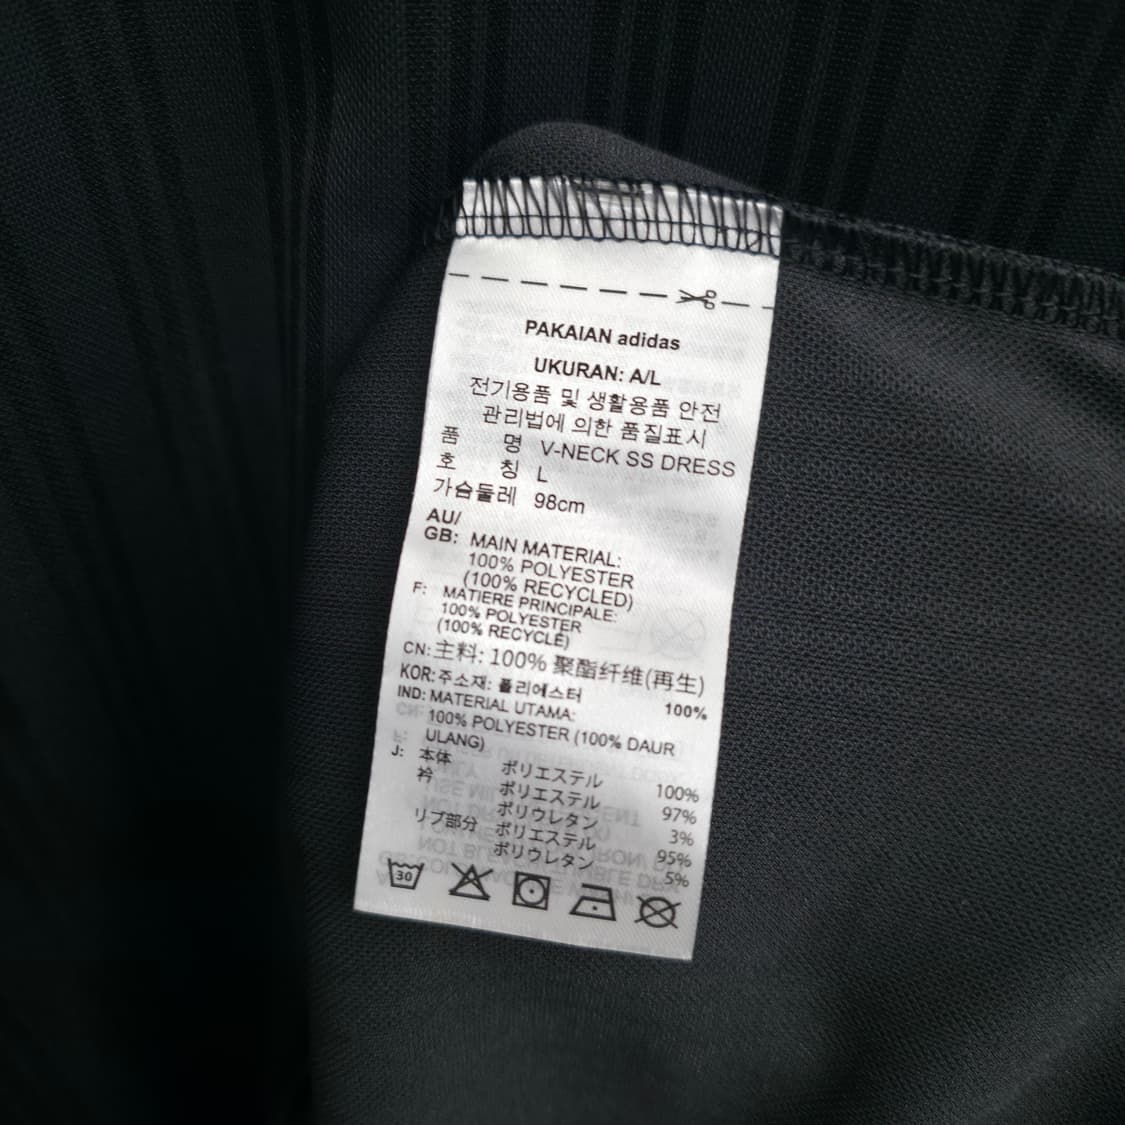 PAKAIAN adidas
UKURAN: A/L
전기용품 및 생활용품 안전
관리법에 의한 품질표시
품 명 V-NECK SS DRESS
호 칭 L
가슴둘레 98cm
AU/
GB: MAIN MATERIAL:
100% POLYESTER
(100% RECYCLED)
F: MATIERE PRINCIPALE:
100% POLYESTER
(100% RECYCLÉ)
CN: 主料: 100% 聚酯纤维(再生)
KOR: 주소재: 폴리에스터 100%
IND: MATERIAL UTAMA:
100% POLYESTER (100% DAUR
ULANG)
J: 本体 ポリエステル 100%
衿 ポリエステル 97%
ポリウレタン 3%
リブ部分 ポリエステル 95%
ポリウレタン 5%
30